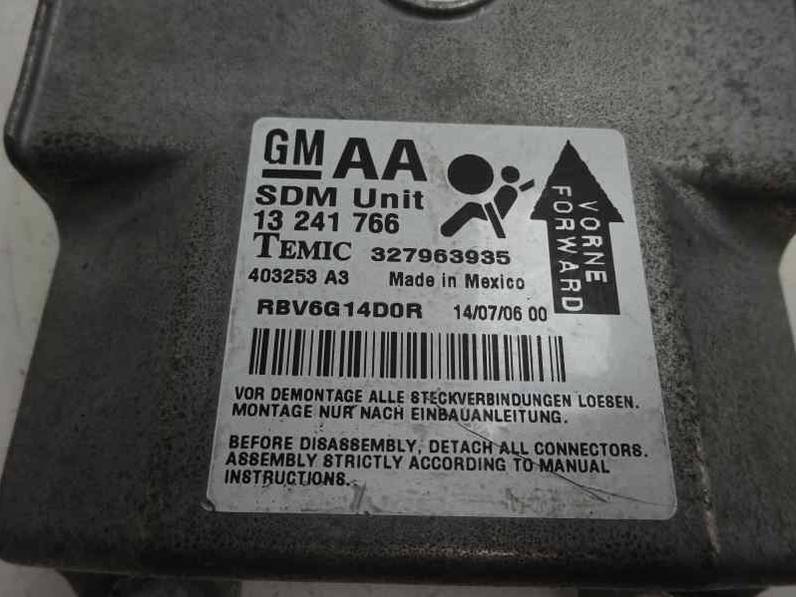 GM AA
SDM Unit
13 241 766
TEMIC 327963935
403253 A3 Made in Mexico
RBV6G14D0R 14/07/06 00
VORNE
FORWARD
VOR DEMONTAGE ALLE STECKVERBINDUNGEN LOESEN.
MONTAGE NUR NACH EINBAUANLEITUNG.
BEFORE DISASSEMBLY, DETACH ALL CONNECTORS.
ASSEMBLY STRICTLY ACCORDING TO MANUAL
INSTRUCTIONS.